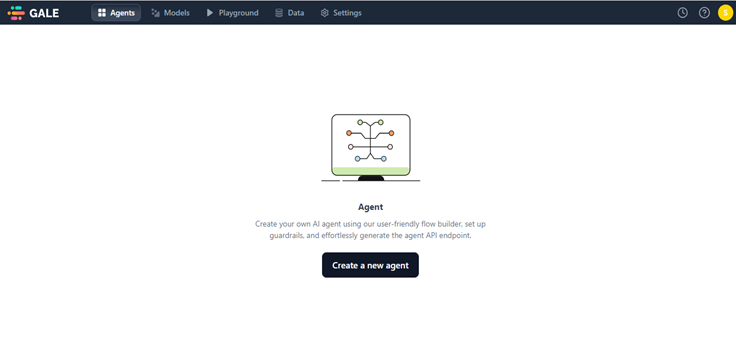 GALE
Agents
Models
Playground
Data
Settings
S
Agent
Create your own AI agent using our user-friendly flow builder, set up
guardrails, and effortlessly generate the agent API endpoint.
Create a new agent